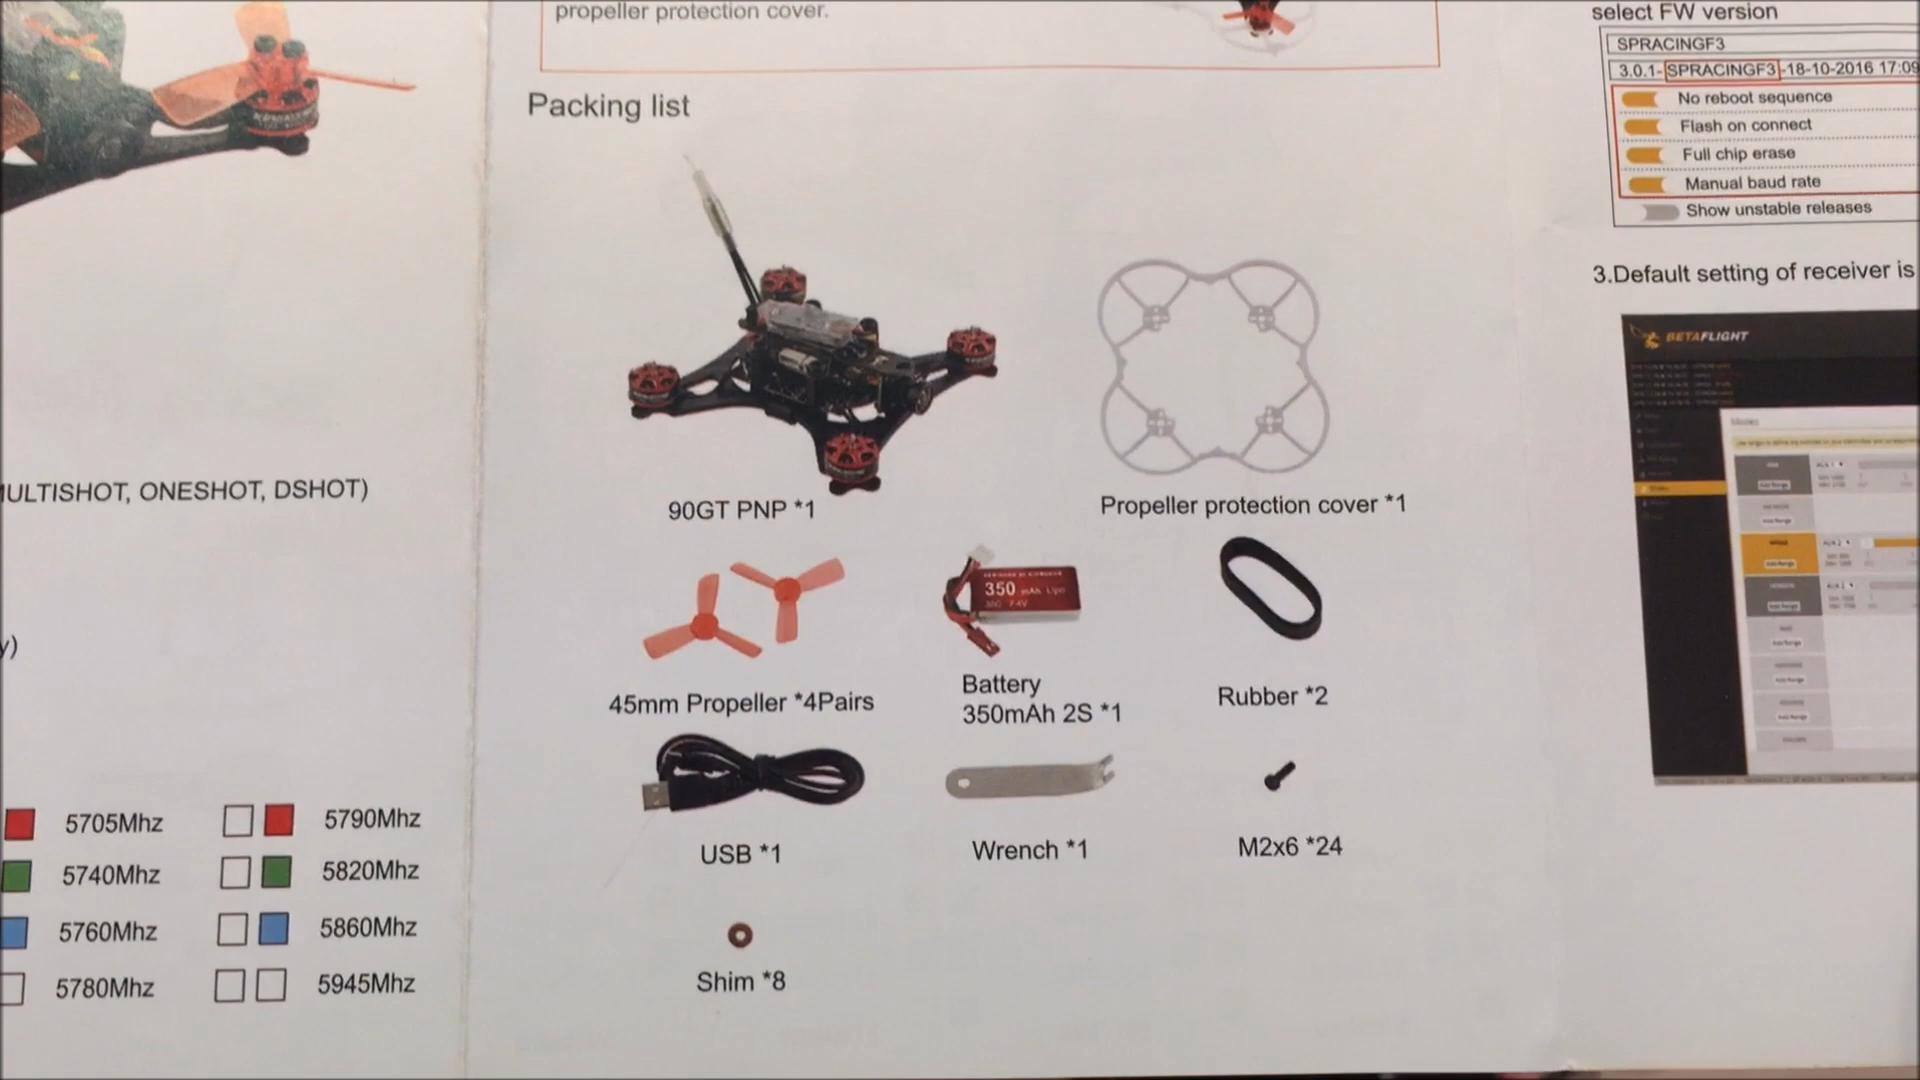 propeller protection cover.
Packing list
90GT PNP *1
Propeller protection cover *1
350 mAh Lipo
7.4V
45mm Propeller *4Pairs
Battery
350mAh 2S *1
Rubber *2
USB *1
Wrench *1
M2x6 *24
Shim *8
MULTISHOT, ONESHOT, DSHOT)
y)
5705Mhz
5790Mhz
5740Mhz
5820Mhz
5760Mhz
5860Mhz
5780Mhz
5945Mhz
select FW version
SPRACINGF3
3.0.1-SPRACINGF3-18-10-2016 17:09
No reboot sequence
Flash on connect
Full chip erase
Manual baud rate
Show unstable releases
3.Default setting of receiver is
BETAFLIGHT
Modes